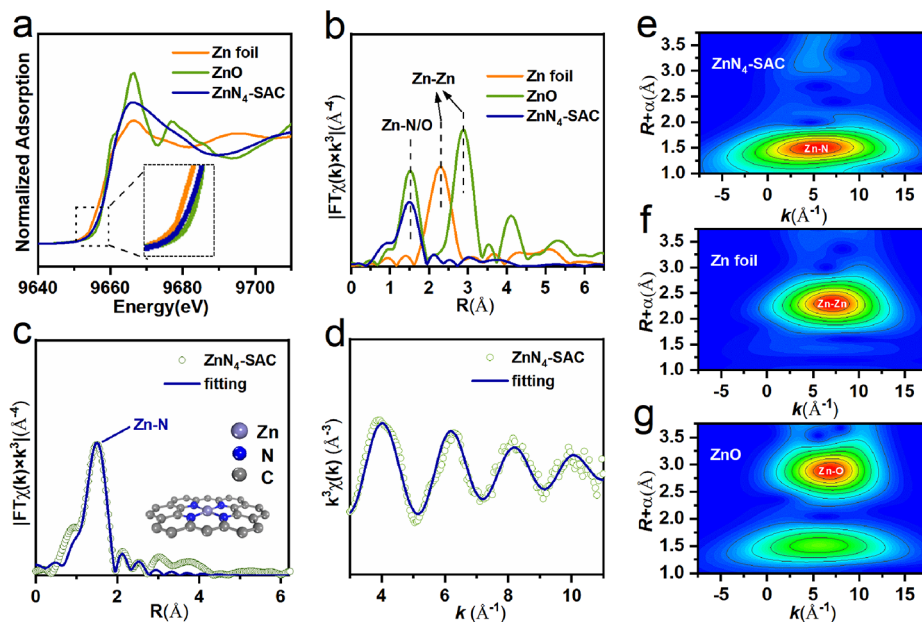 a
Normalized Adsorption
Zn foil
ZnO
ZnN4-SAC
9640 9660 9680 9700
Energy(eV)
b
|FTχ(k)×k³|(Å⁻⁴)
Zn-Zn
Zn-N/O
Zn foil
ZnO
ZnN4-SAC
0 1 2 3 4 5 6
R(Å)
c
|FTχ(k)×k³|(Å⁻⁴)
ZnN4-SAC
fitting
Zn-N
Zn
N
C
0 2 4 6
R(Å)
d
k³χ(k) (Å⁻³)
ZnN4-SAC
fitting
4 6 8 10
k (Å⁻¹)
e
R+α(Å)
ZnN4-SAC
Zn-N
3.5
3.0
2.5
2.0
1.5
1.0
-5 0 5 10 15
k(Å⁻¹)
f
R+α(Å)
Zn foil
Zn-Zn
3.5
3.0
2.5
2.0
1.5
1.0
-5 0 5 10 15
k(Å⁻¹)
g
R+α(Å)
ZnO
Zn-O
3.5
3.0
2.5
2.0
1.5
1.0
-5 0 5 10 15
k(Å⁻¹)